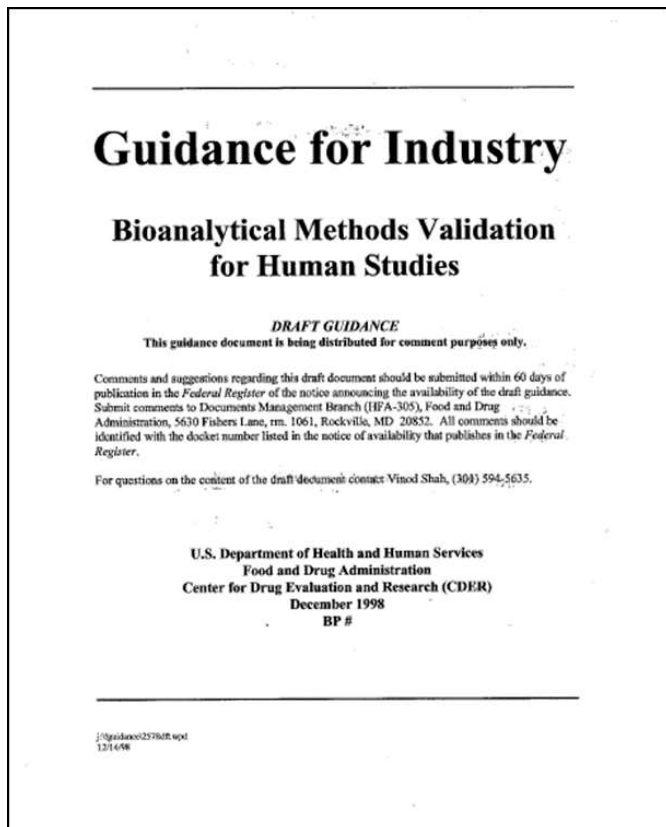 Guidance for Industry
Bioanalytical Methods Validation
for Human Studies
DRAFT GUIDANCE
This guidance document is being distributed for comment purposes only.
Comments and suggestions regarding this draft document should be submitted within 60 days of
publication in the Federal Register of the notice announcing the availability of the draft guidance.
Submit comments to Documents Management Branch (HFA-305), Food and Drug
Administration, 5630 Fishers Lane, rm. 1061, Rockville, MD 20852. All comments should be
identified with the docket number listed in the notice of availability that publishes in the Federal
Register.
For questions on the content of the draft document contact Vinod Shah, (301) 594-5635.
U.S. Department of Health and Human Services
Food and Drug Administration
Center for Drug Evaluation and Research (CDER)
December 1998
BP #
12/14/98